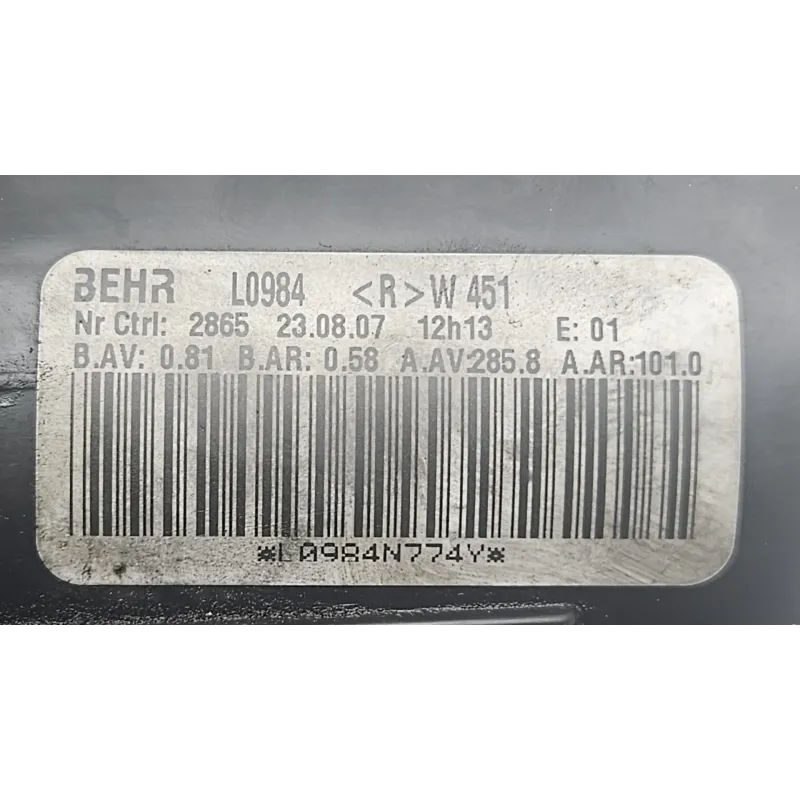 BEHR L0984 <R>W 451
Nr Ctrl: 2865 23.08.07 12h13 E: 01
B.AV: 0.81 B.AR: 0.58 A.AV:285.8 A.AR:101.0
*L0984N774Y*